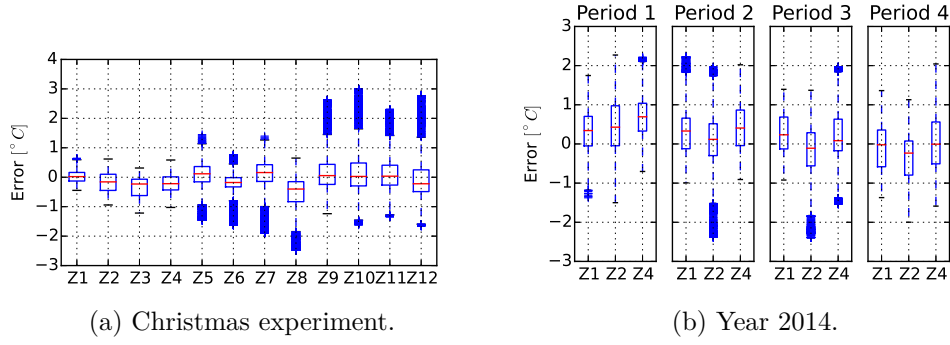 Period 1 Period 2 Period 3 Period 4
4
3
2
1
0
−1
−2
−3
Error [°C]
Z1 Z2 Z3 Z4 Z5 Z6 Z7 Z8 Z9 Z10 Z11 Z12
(a) Christmas experiment.
3
2
1
0
−1
−2
−3
Error [°C]
Z1 Z2 Z4 Z1 Z2 Z4 Z1 Z2 Z4 Z1 Z2 Z4
(b) Year 2014.